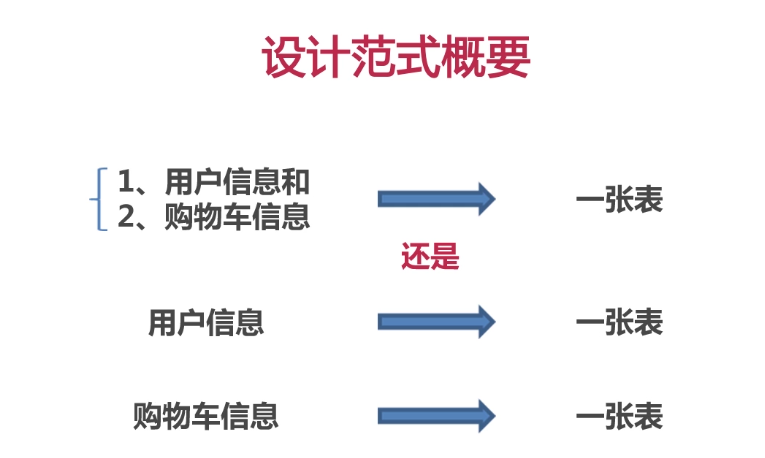 设计范式概要
1、用户信息和
2、购物车信息
一张表
还是
用户信息
一张表
购物车信息
一张表